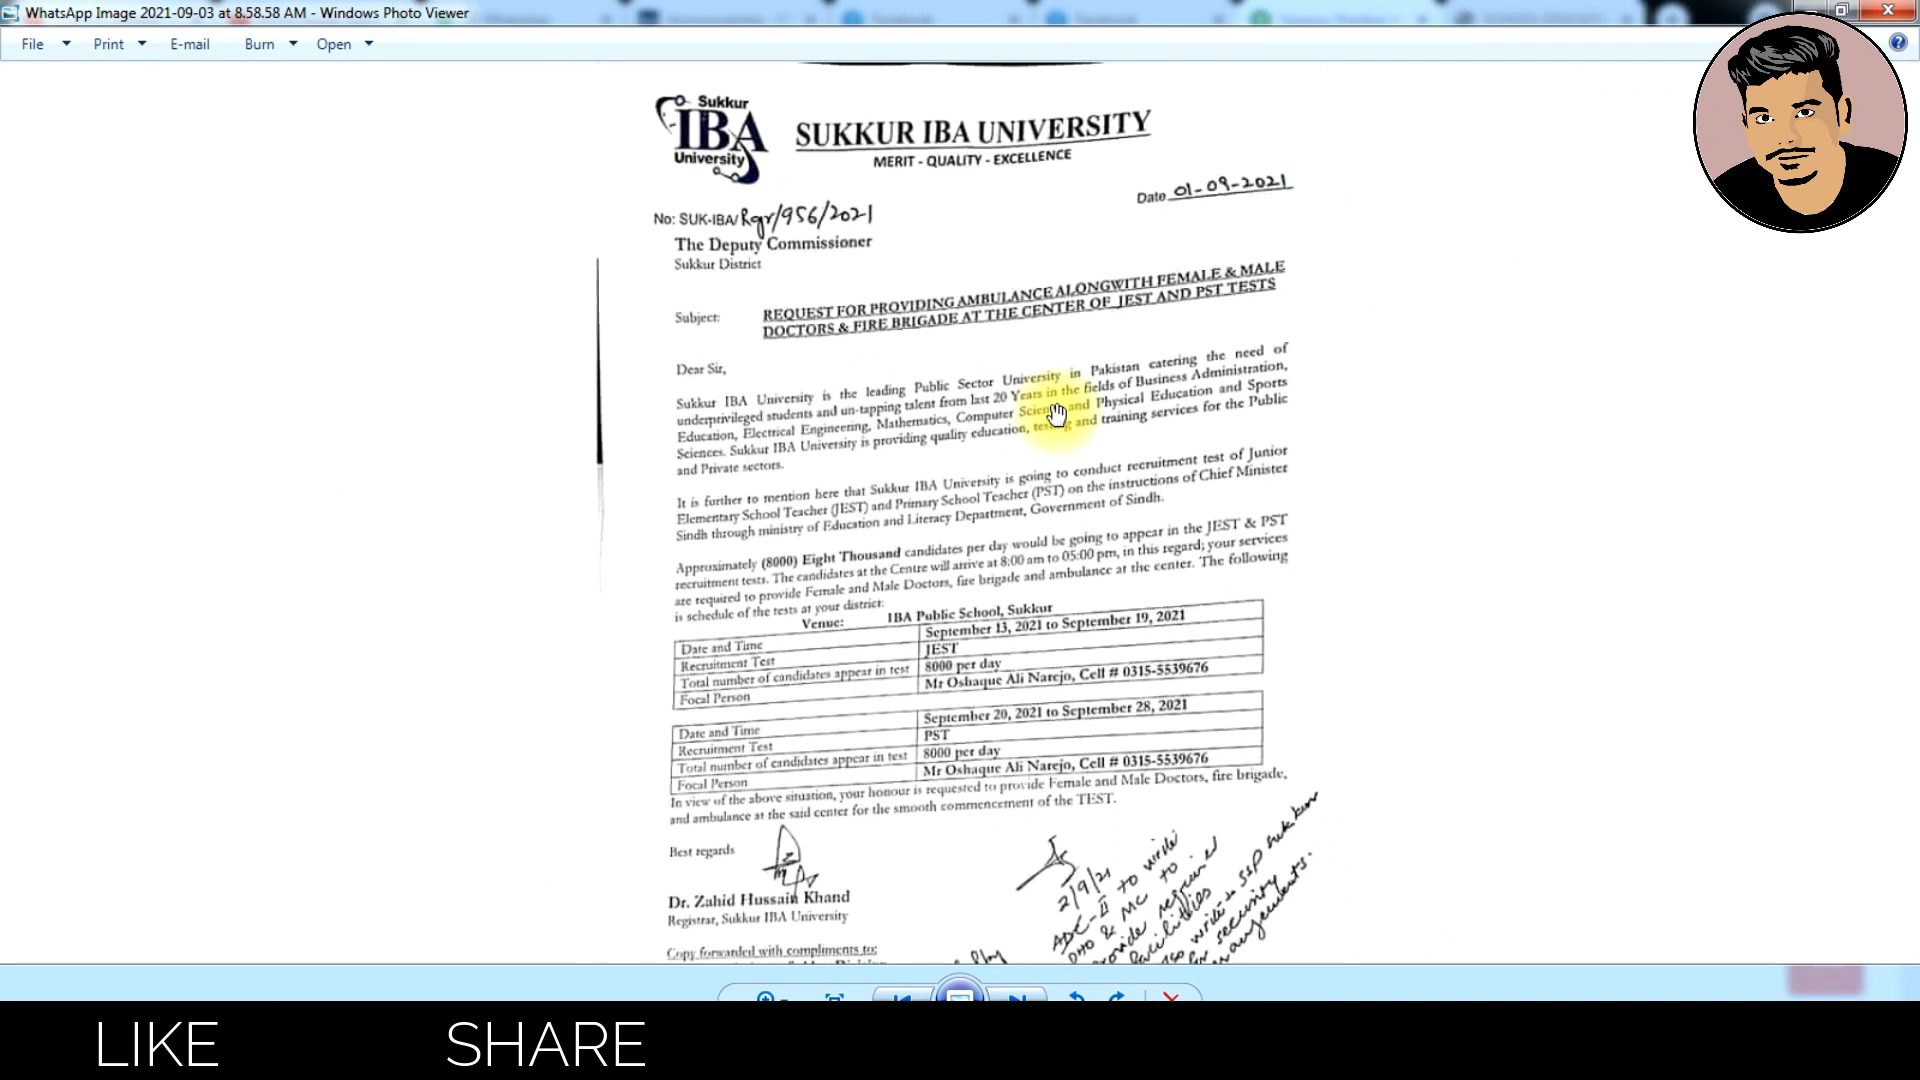 WhatsApp Image 2021-09-03 at 8.58.58 AM - Windows Photo Viewer
File Print E-mail Burn Open
Sukkur
IBA
University
SUKKUR IBA UNIVERSITY
MERIT - QUALITY - EXCELLENCE
Date 01-09-2021
No: SUK-IBA/Rgr/956/2021
The Deputy Commissioner
Sukkur District
Subject: REQUEST FOR PROVIDING AMBULANCE ALONGWITH FEMALE & MALE
DOCTORS & FIRE BRIGADE AT THE CENTER OF JEST AND PST TESTS
Dear Sir,
Sukkur IBA University is the leading Public Sector University in Pakistan catering the need of
underprivileged students and un-tapping talent from last 20 Years in the fields of Business Administration,
Education, Electrical Engineering, Mathematics, Computer Science and Physical Education and Sports
Sciences. Sukkur IBA University is providing quality education, testing and training services for the Public
and Private sectors.
It is further to mention here that Sukkur IBA University is going to conduct recruitment test of Junior
Elementary School Teacher (JEST) and Primary School Teacher (PST) on the instructions of Chief Minister
Sindh through ministry of Education and Literacy Department, Government of Sindh.
Approximately (8000) Eight Thousand candidates per day would be going to appear in the JEST & PST
recruitment tests. The candidates at the Centre will arrive at 8:00 am to 05:00 pm, in this regard; your services
are required to provide Female and Male Doctors, fire brigade and ambulance at the center. The following
is schedule of the tests at your district:
Venue: IBA Public School, Sukkur
Date and Time September 13, 2021 to September 19, 2021
Recruitment Test JEST
Total number of candidates appear in test 8000 per day
Focal Person Mr Oshaque Ali Narejo, Cell # 0315-5539676
Date and Time September 20, 2021 to September 28, 2021
Recruitment Test PST
Total number of candidates appear in test 8000 per day
Focal Person Mr Oshaque Ali Narejo, Cell # 0315-5539676
In view of the above situation, your honour is requested to provide Female and Male Doctors, fire brigade,
and ambulance at the said center for the smooth commencement of the TEST.
Best regards
Dr. Zahid Hussain Khand
Registrar, Sukkur IBA University
Copy forwarded with compliments to:
2/9/21
ADC-II to write
DHO & MC to
provide required
facilities
also write to SSP Sukkur
for security
arrangements.
LIKE SHARE